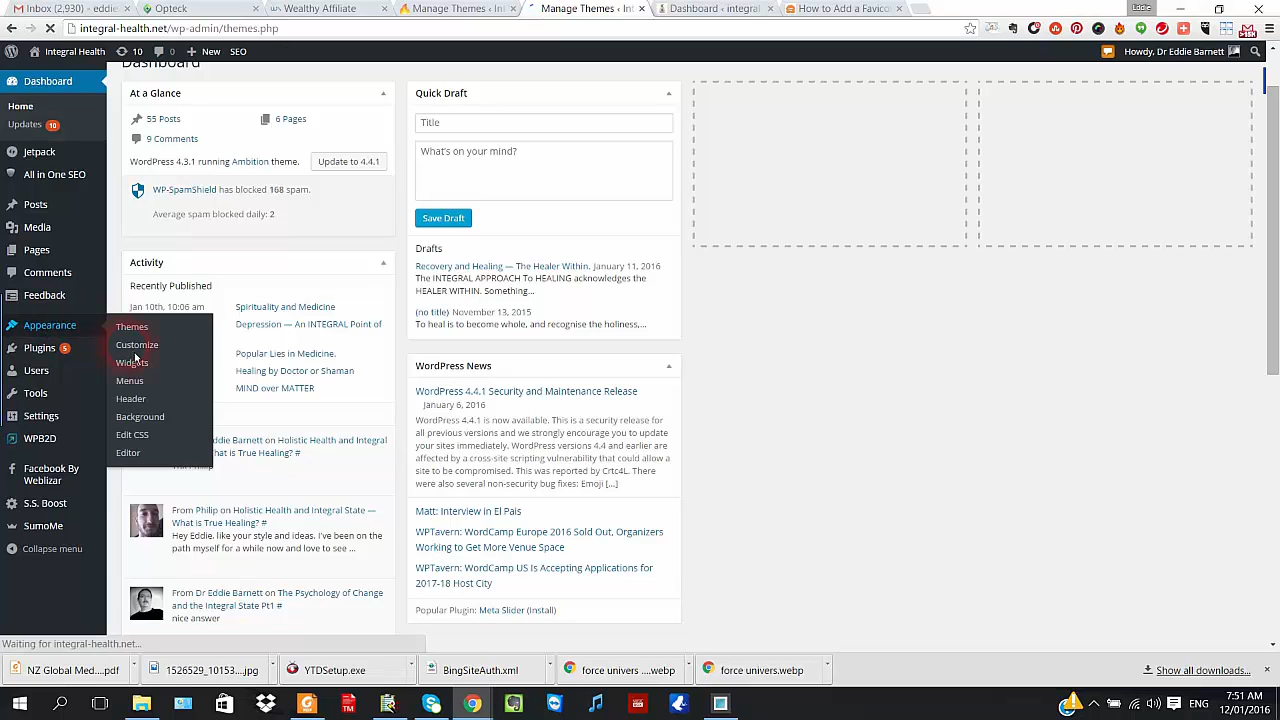 Inbox (2,930) - eddie
Opteck
Wealthy Affiliate
Manage Themes ‹ Int
Manage Themes ‹ Int
Dashboard ‹ integral
How to Add a Favico
Eddie
integral-health.net/wp-admin/themes.php
Integral Health
10
0
New
SEO
Howdy, Dr Eddie Barnett
Dashboard
Home
Updates 10
Jetpack
All in One SEO
Posts
Media
Pages
Comments
Feedback
Appearance
Plugins 5
Users
Tools
Settings
WPB2D
Facebook By
Weblizar
S.S. Boost
SumoMe
Collapse menu
Themes
Customize
Widgets
Menus
Header
Background
Edit CSS
Editor
Dashboard
At a Glance
55 Posts
6 Pages
9 Comments
WordPress 4.3.1 running Ambition theme.
Update to 4.4.1
WP-SpamShield has blocked 168 spam.
Average spam blocked daily: 2
Activity
Recently Published
Jan 10th, 10:06 am
Spirituality and Medicine
Depression — An INTEGRAL Point of
Popular Lies in Medicine.
Healing by Doctor or Shaman
MIND over MATTER
Eddie Barnett on Holistic Health and Integral
hat is True Healing? #
From Philip on Holistic Health and Integral State —
What is True Healing? #
Hey Eddie, like your style and ideas. I've been on the
path myself for a while now and love to see ...
From Dr Eddie Barnett on The Psychology of Change
and the Integral State Pt1 #
nice answer
Quick Draft
Title
What's on your mind?
Save Draft
Drafts
Recovery and Healing — The Healer Within. January 11, 2016
The INTEGRAL APPROACH To HEALING acknowledges the
HEALER WITHIN. Something...
(no title) November 13, 2015
To heal is to become whole, and recognise the holiness,...
WordPress News
WordPress 4.4.1 Security and Maintenance Release
January 6, 2016
WordPress 4.4.1 is now available. This is a security release for
all previous versions and we strongly encourage you to update
your sites immediately. WordPress versions 4.4 and earlier are
affected by a cross-site scripting vulnerability that could allow a
site to be compromised. This was reported by Crtc4L. There
were also several non-security bug fixes: Emoji [...]
Matt: Interview in El Pais
WPTavern: WordCamp Europe 2016 Sold Out, Organizers
Working to Get More Venue Space
WPTavern: WordCamp US Is Accepting Applications for
2017-18 Host City
Popular Plugin: Meta Slider (Install)
Waiting for integral-health.net...
NZ Global Med....pdf
1526529_10153....jpg
YTDSetup.exe
BingSiteAuth.xml
force univers ....webp
force univers.webp
Show all downloads...
ENG
7:51 AM
12/01/2016